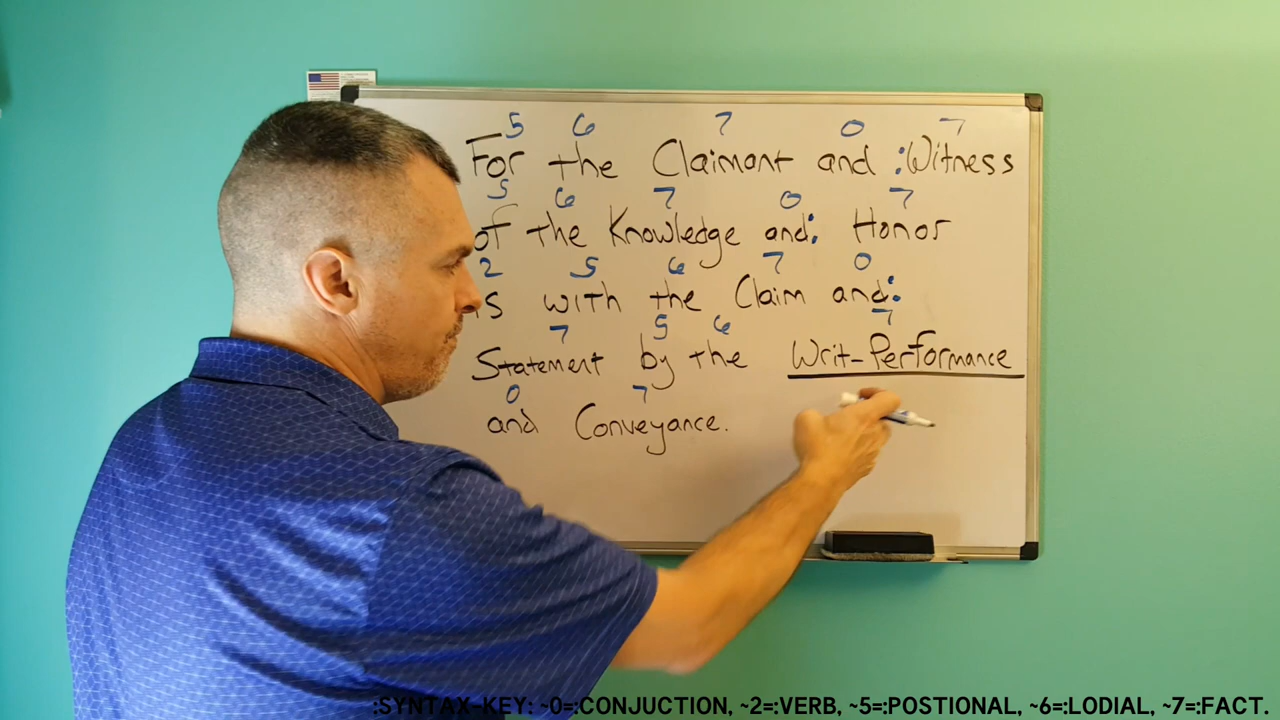 5 6 7 0 7
For the Claimant and :Witness
5 6 7 0 7
of the Knowledge and: Honor
2 5 6 7 0
is with the Claim and:
7 5 6 7
Statement by the Writ-Performance
0 7
and Conveyance.
:SYNTAX-KEY: ~0=:CONJUCTION, ~2=:VERB, ~5=:POSTIONAL, ~6=:LODIAL, ~7=:FACT.